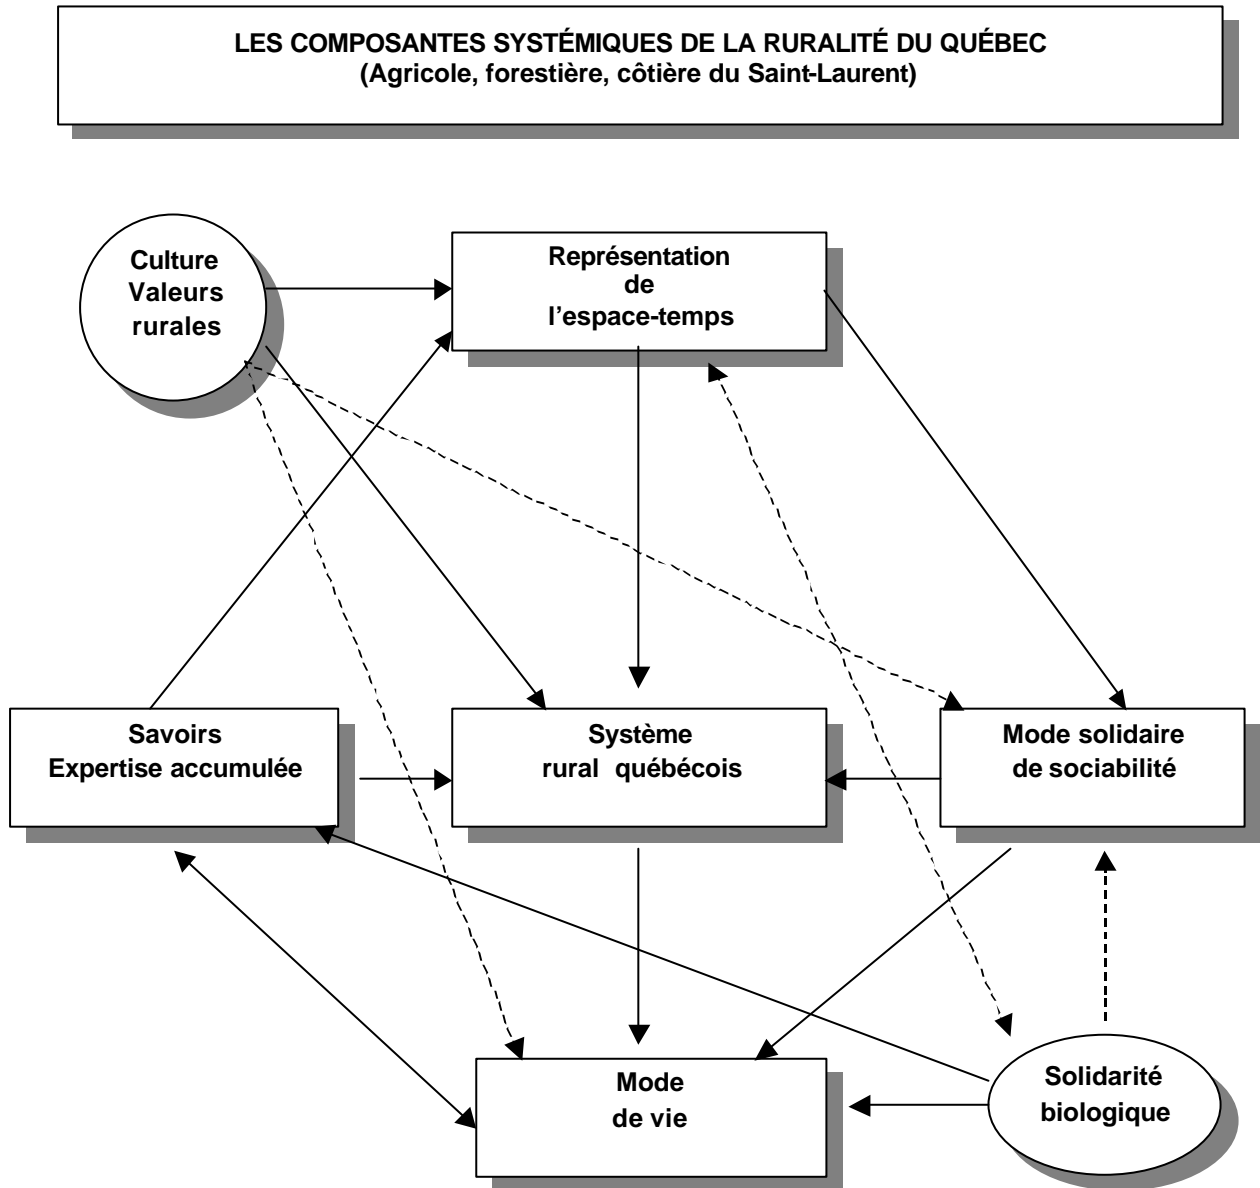 LES COMPOSANTES SYSTÉMIQUES DE LA RURALITÉ DU QUÉBEC
(Agricole, forestière, côtière du Saint-Laurent)
Culture
Valeurs
rurales
Représentation
de
l'espace-temps
Savoirs
Expertise accumulée
Système
rural québécois
Mode solidaire
de sociabilité
Mode
de vie
Solidarité
biologique